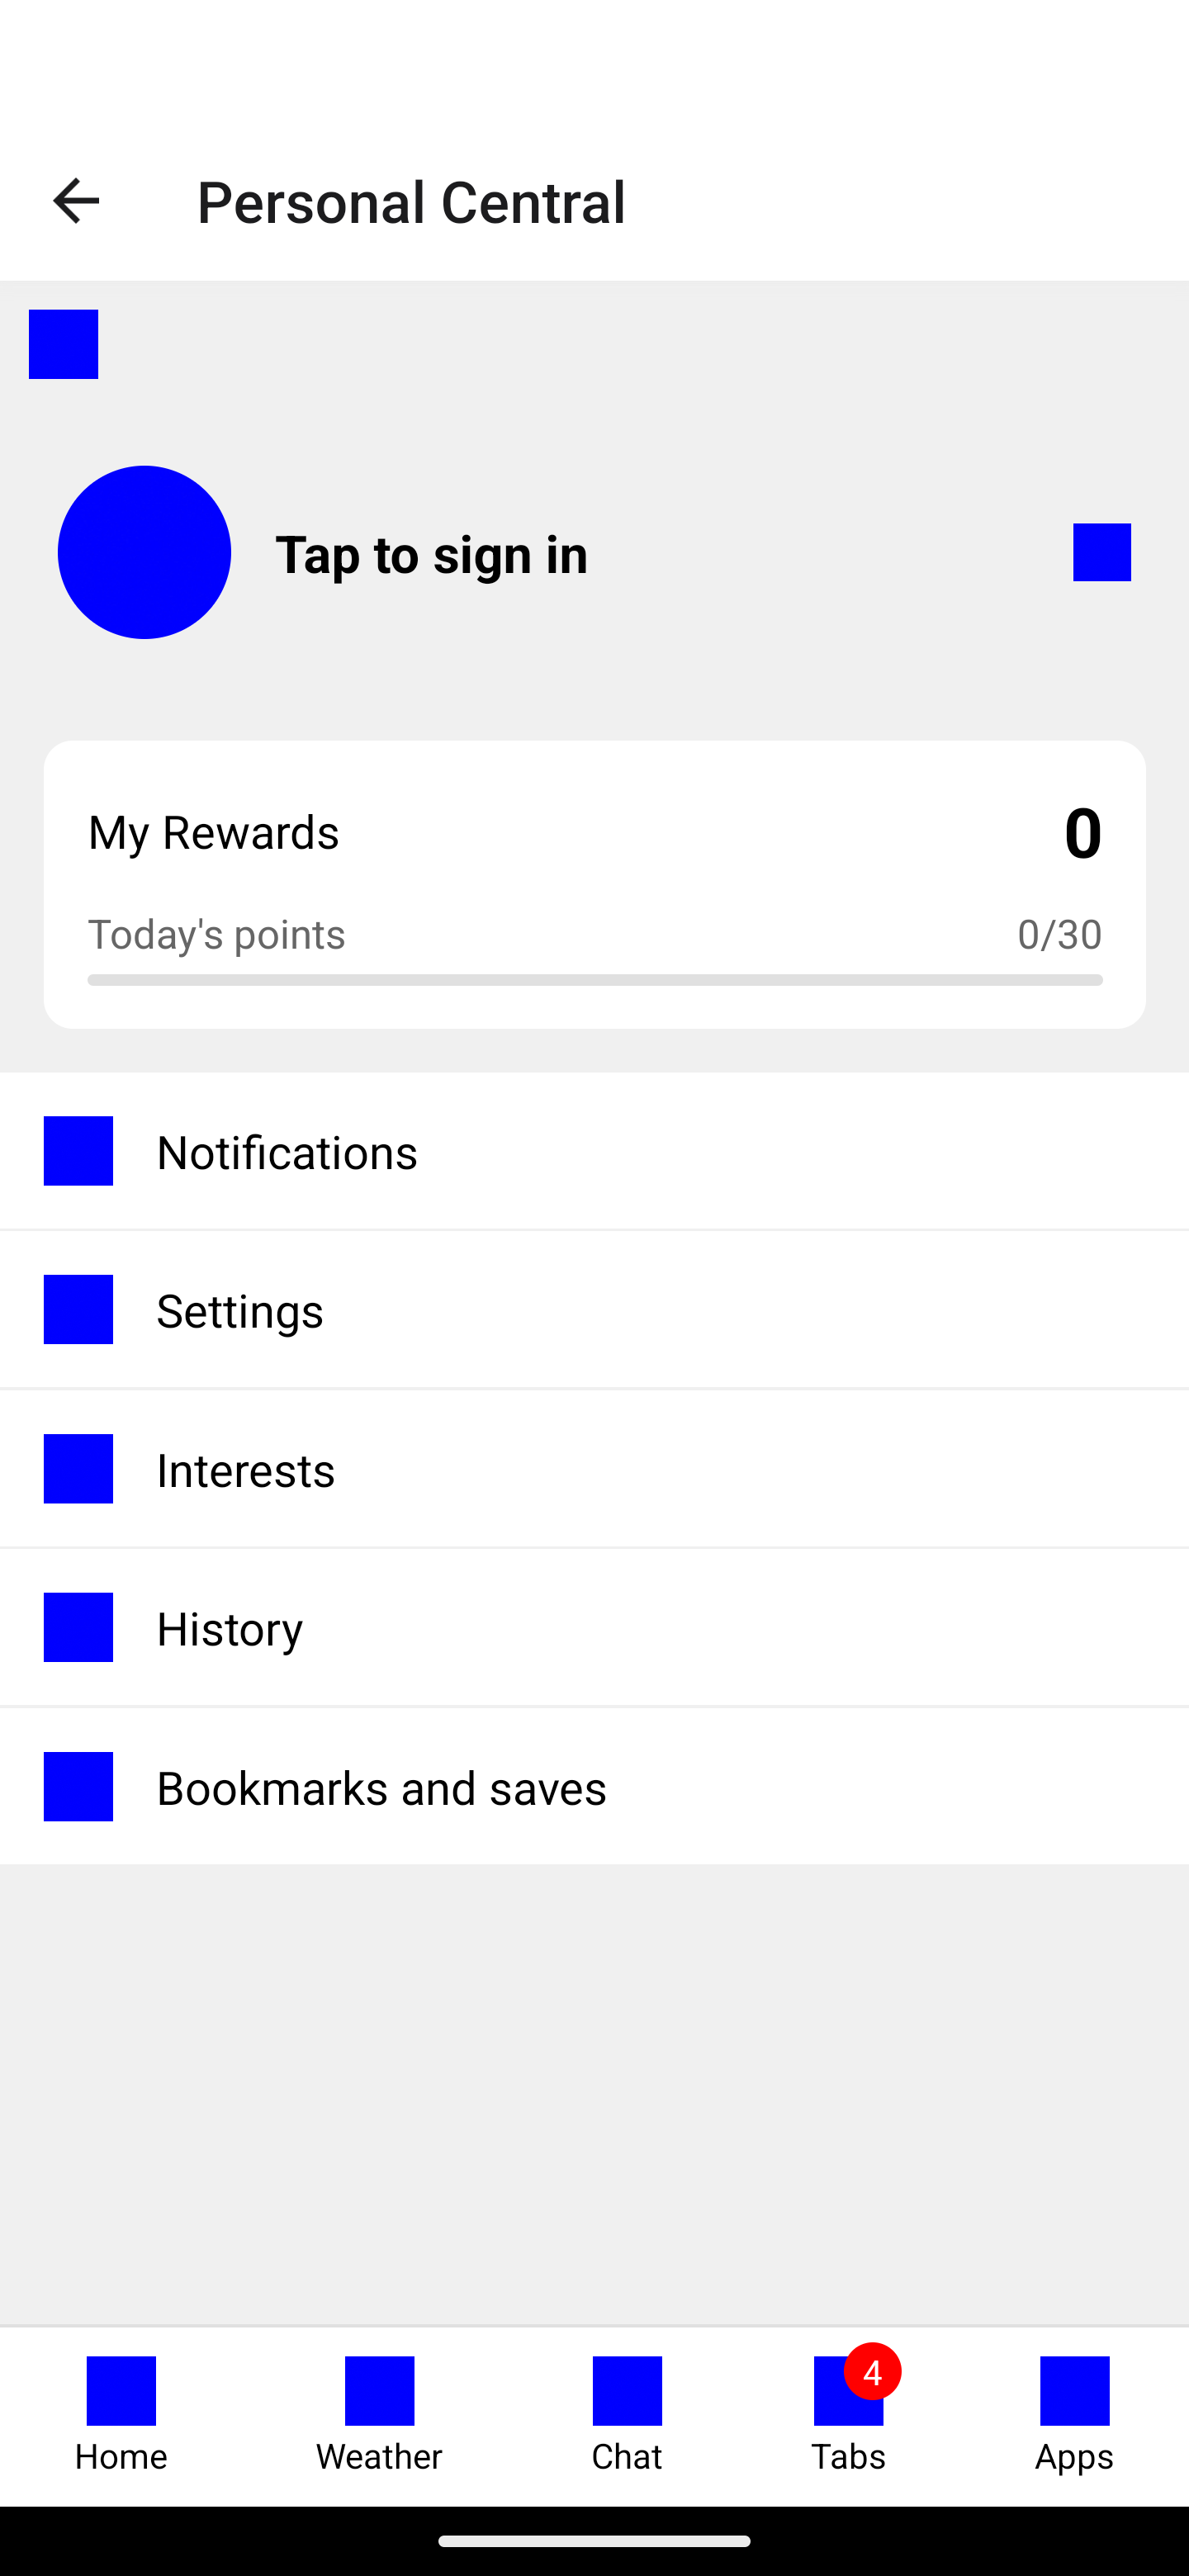 Personal Central
Tap to sign in
My Rewards 0
Today's points 0/30
Notifications
Settings
Interests
History
Bookmarks and saves
4
Home Weather Chat Tabs Apps